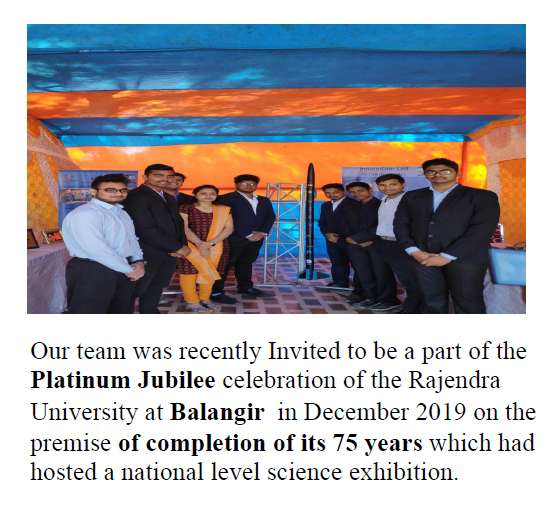 Innovation Cell
Our team was recently Invited to be a part of the
Platinum Jubilee celebration of the Rajendra
University at Balangir in December 2019 on the
premise of completion of its 75 years which had
hosted a national level science exhibition.